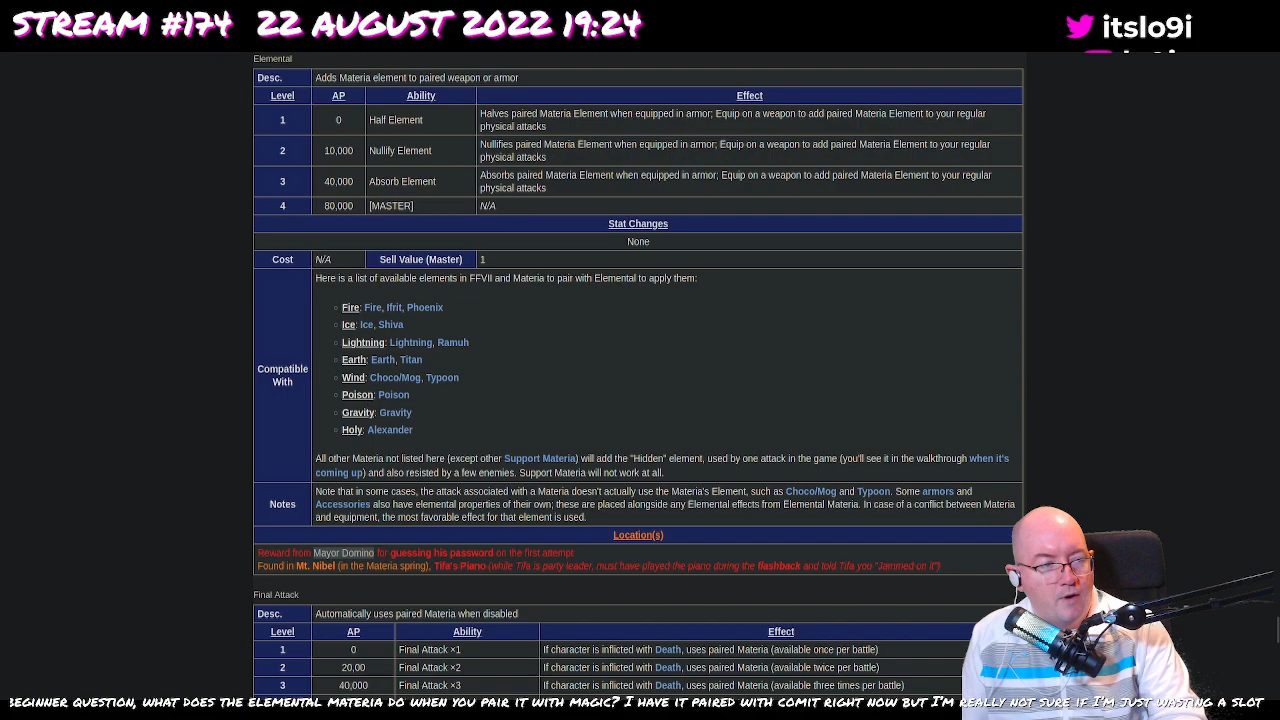 STREAM #174 22 AUGUST 2022 19:24
itslo9i
Elemental
Desc. Adds Materia element to paired weapon or armor
Level AP Ability Effect
1 0 Half Element Halves paired Materia Element when equipped in armor; Equip on a weapon to add paired Materia Element to your regular
physical attacks
2 10,000 Nullify Element Nullifies paired Materia Element when equipped in armor; Equip on a weapon to add paired Materia Element to your regular
physical attacks
3 40,000 Absorb Element Absorbs paired Materia Element when equipped in armor; Equip on a weapon to add paired Materia Element to your regular
physical attacks
4 80,000 [MASTER] N/A
Stat Changes
None
Cost N/A Sell Value (Master) 1
Compatible With
Here is a list of available elements in FFVII and Materia to pair with Elemental to apply them:
Fire: Fire, Ifrit, Phoenix
Ice: Ice, Shiva
Lightning: Lightning, Ramuh
Earth: Earth, Titan
Wind: Choco/Mog, Typoon
Poison: Poison
Gravity: Gravity
Holy: Alexander
All other Materia not listed here (except other Support Materia) will add the "Hidden" element, used by one attack in the game (you'll see it in the walkthrough when it's
coming up) and also resisted by a few enemies. Support Materia will not work at all.
Notes
Note that in some cases, the attack associated with a Materia doesn't actually use the Materia's Element, such as Choco/Mog and Typoon. Some armors and
Accessories also have elemental properties of their own; these are placed alongside any Elemental effects from Elemental Materia. In case of a conflict between Materia
and equipment, the most favorable effect for that element is used.
Location(s)
Reward from Mayor Domino for guessing his password on the first attempt
Found in Mt. Nibel (in the Materia spring), Tifa's Piano (while Tifa is party leader, must have played the piano during the flashback and told Tifa you "Jammed on it")
Final Attack
Desc. Automatically uses paired Materia when disabled
Level AP Ability Effect
1 0 Final Attack ×1 If character is inflicted with Death, uses paired Materia (available once per battle)
2 20,00 Final Attack ×2 If character is inflicted with Death, uses paired Materia (available twice per battle)
3 40,000 Final Attack ×3 If character is inflicted with Death, uses paired Materia (available three times per battle)
BEGINNER QUESTION, WHAT DOES THE ELEMENT MATERIA DO WHEN YOU PAIR IT WITH MAGIC? I HAVE IT PAIRED WITH COMIT RIGHT NOW BUT I'M REALLY NOT SURE IF I'M JUST WASTING A SLOT